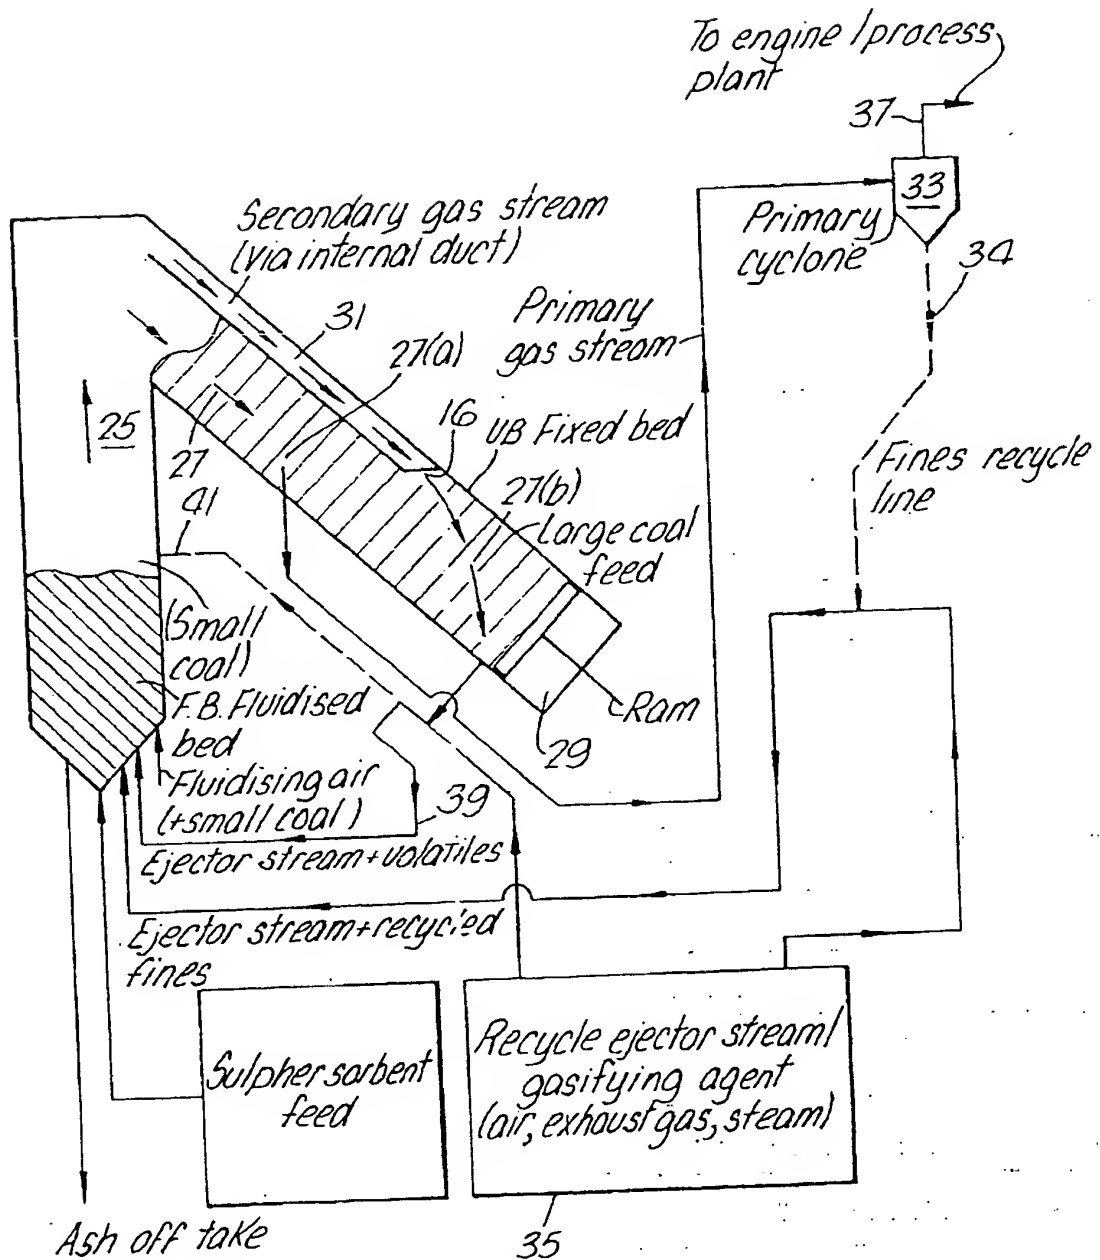 To engine/process
plant
37
33
Primary
cyclone
34
Secondary gas stream
(via internal duct)
31
Primary
gas stream
27(a)
16
UB Fixed bed
25
27
27(b)
Large coal
feed
Fines recycle
line
41
(Small
coal)
F.B. Fluidised
bed
Ram
29
Fluidising air
(+small coal)
39
Ejector stream+volatiles
Ejector stream+recycled
fines
Sulpher sorbent
feed
Recycle ejector stream/
gasifying agent
(air, exhaust gas, steam)
Ash off take
35